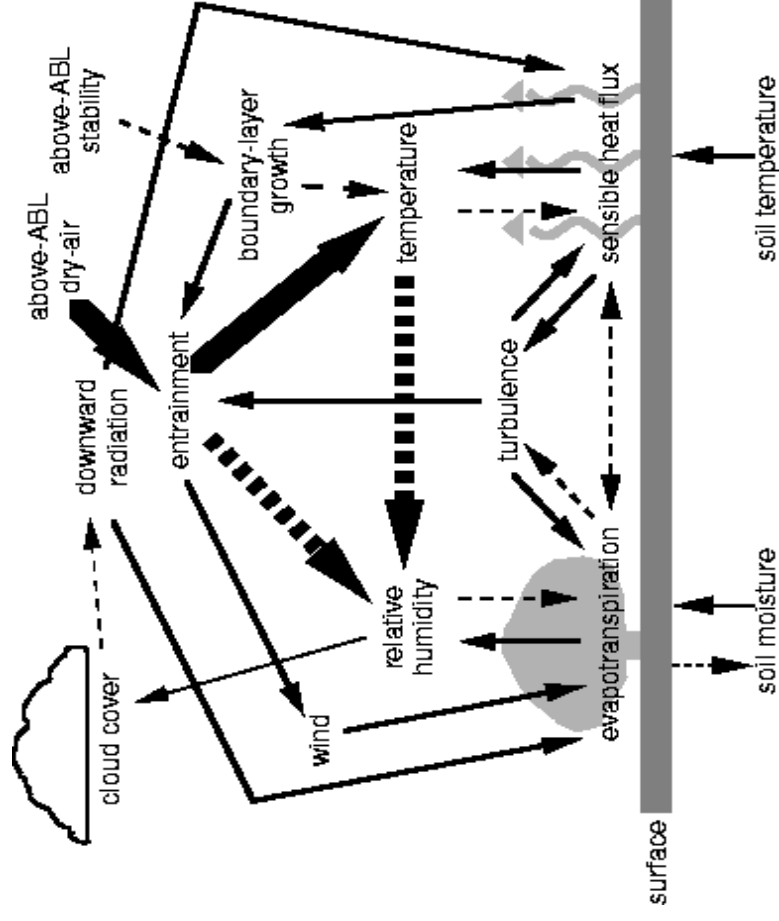 above-ABL
dry-air
above-ABL
stability
downward
radiation
cloud cover
entrainment
boundary-layer
growth
wind
relative
humidity
temperature
turbulence
evapotranspiration
sensible heat flux
surface
soil moisture
soil temperature